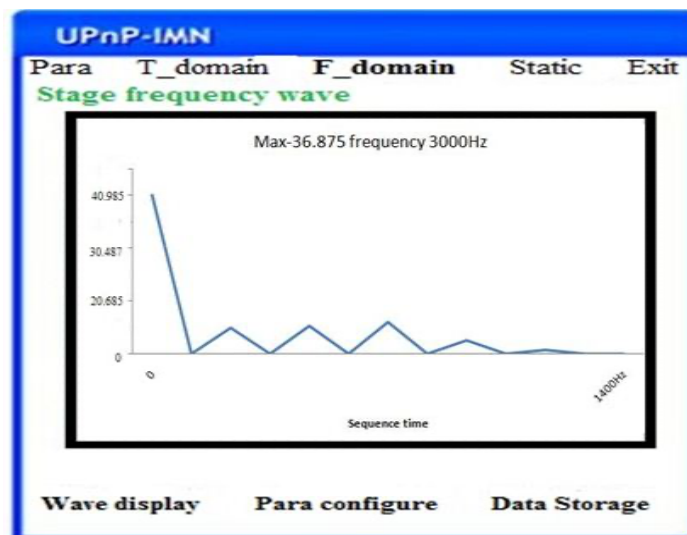 UPnP-IMN
Para T_domain F_domain Static Exit
Stage frequency wave
Max-36.875 frequency 3000Hz
40.985
30.487
20.685
0
0 1400Hz
Sequence time
Wave display Para configure Data Storage